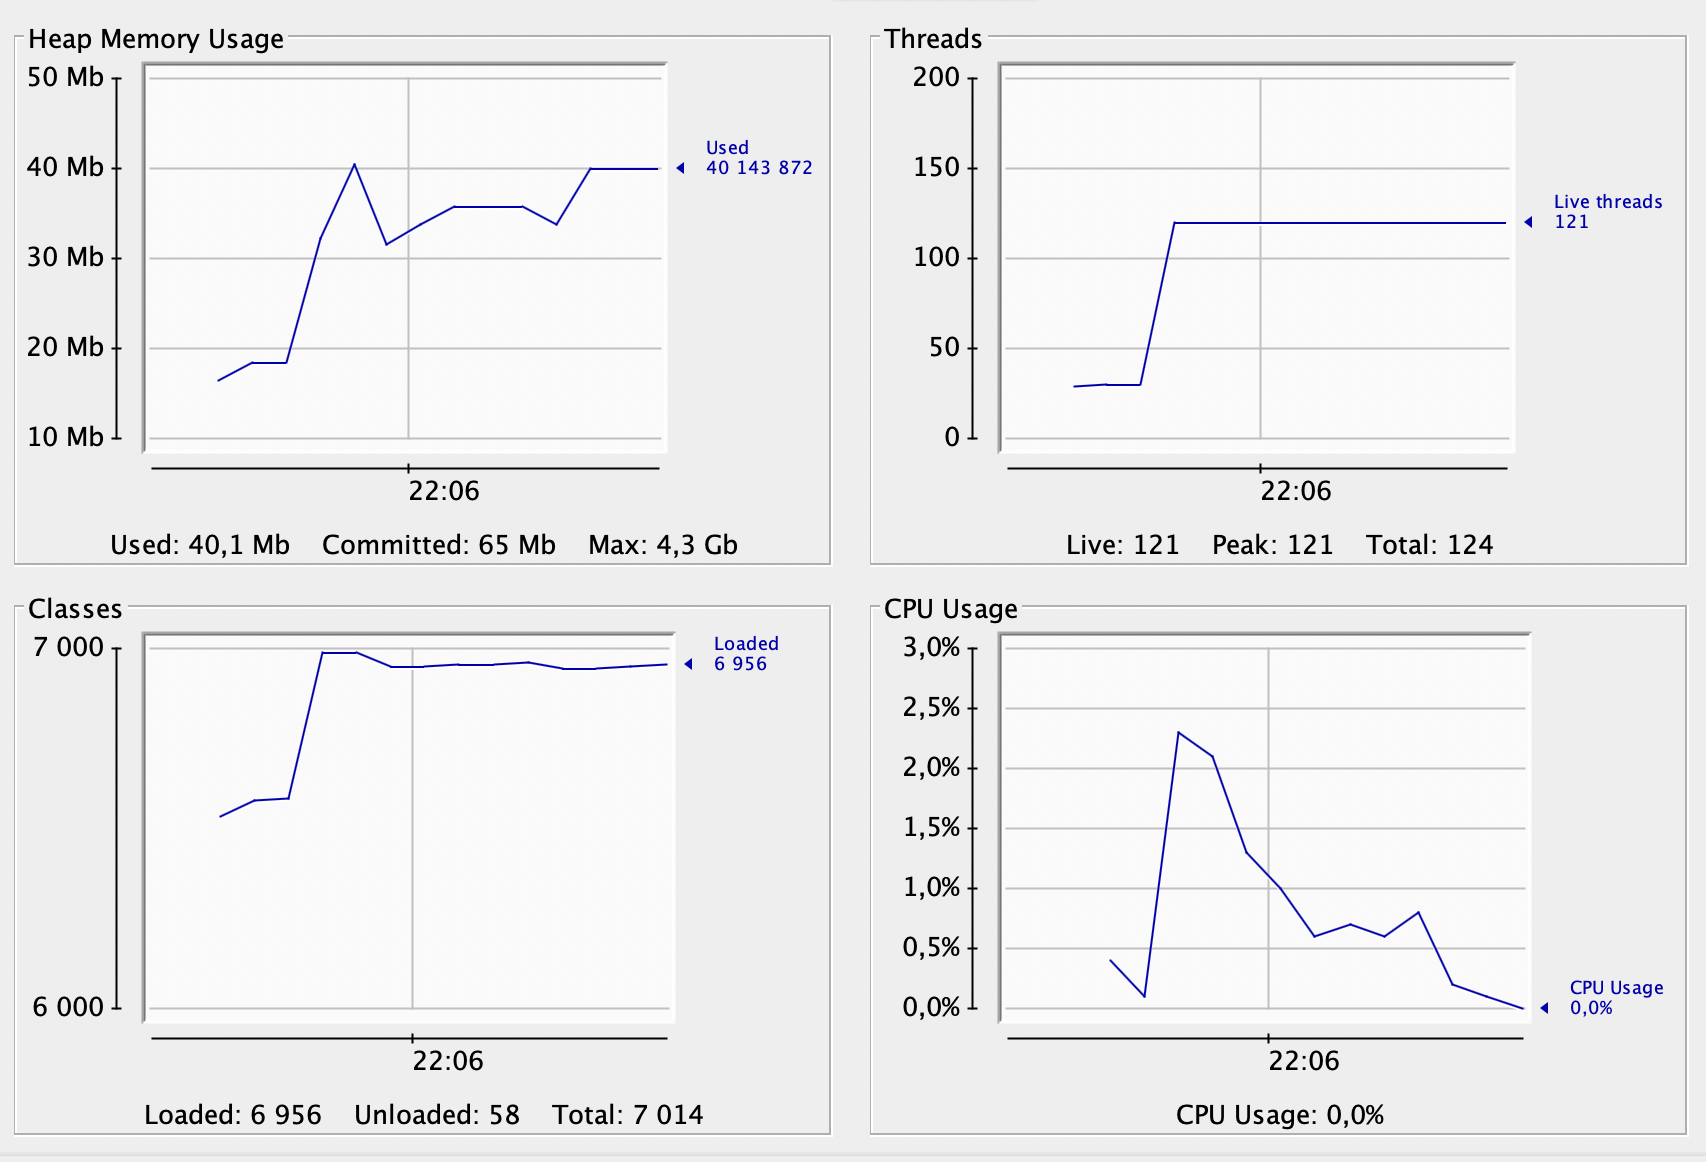 Heap Memory Usage
50 Mb
40 Mb
30 Mb
20 Mb
10 Mb
Used
40 143 872
22:06
Used: 40,1 Mb Committed: 65 Mb Max: 4,3 Gb
Threads
200
150
100
50
0
Live threads
121
22:06
Live: 121 Peak: 121 Total: 124
Classes
7 000
6 000
Loaded
6 956
22:06
Loaded: 6 956 Unloaded: 58 Total: 7 014
CPU Usage
3,0%
2,5%
2,0%
1,5%
1,0%
0,5%
0,0%
CPU Usage
0,0%
22:06
CPU Usage: 0,0%